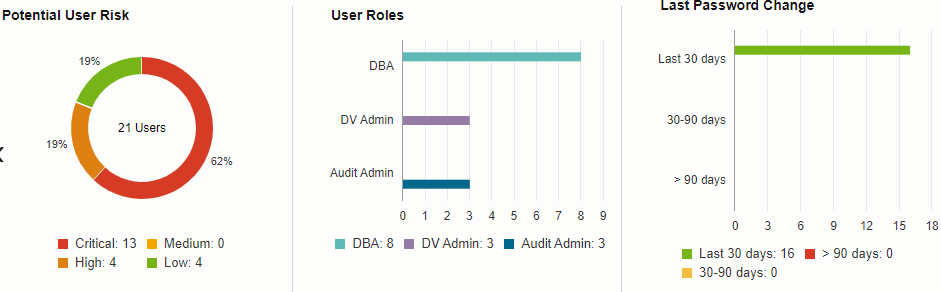 Potential User Risk
19%
21 Users
19%
62%
Critical: 13 Medium: 0
High: 4 Low: 4
User Roles
DBA
DV Admin
Audit Admin
0 1 2 3 4 5 6 7 8 9
DBA: 8 DV Admin: 3 Audit Admin: 3
Last Password Change
Last 30 days
30-90 days
> 90 days
0 3 6 9 12 15 18
Last 30 days: 16 > 90 days: 0
30-90 days: 0